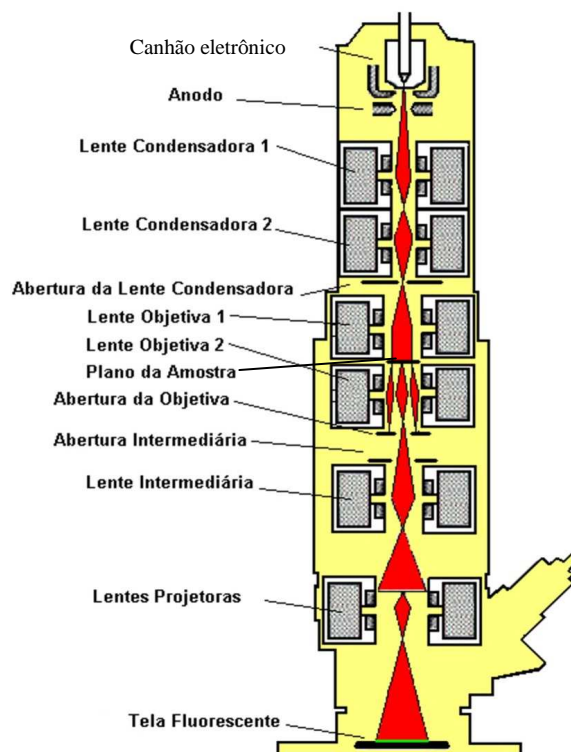 Canhão eletrônico
Anodo
Lente Condensadora 1
Lente Condensadora 2
Abertura da Lente Condensadora
Lente Objetiva 1
Lente Objetiva 2
Plano da Amostra
Abertura da Objetiva
Abertura Intermediária
Lente Intermediária
Lentes Projetoras
Tela Fluorescente